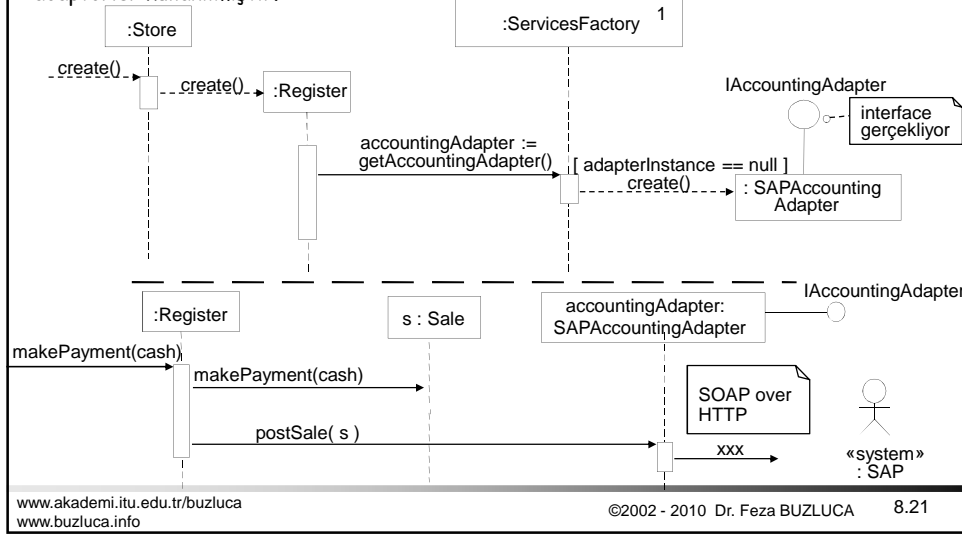 :Store
:ServicesFactory 1
create()
create()
:Register
IAccountingAdapter
interface
gerçekliyor
accountingAdapter :=
getAccountingAdapter()
[ adapterInstance == null ]
create()
: SAPAccounting
Adapter
IAccountingAdapter
:Register
s : Sale
accountingAdapter:
SAPAccountingAdapter
makePayment(cash)
makePayment(cash)
SOAP over
HTTP
postSale( s )
xxx
«system»
: SAP
www.akademi.itu.edu.tr/buzluca
www.buzluca.info
©2002 - 2010 Dr. Feza BUZLUCA 8.21